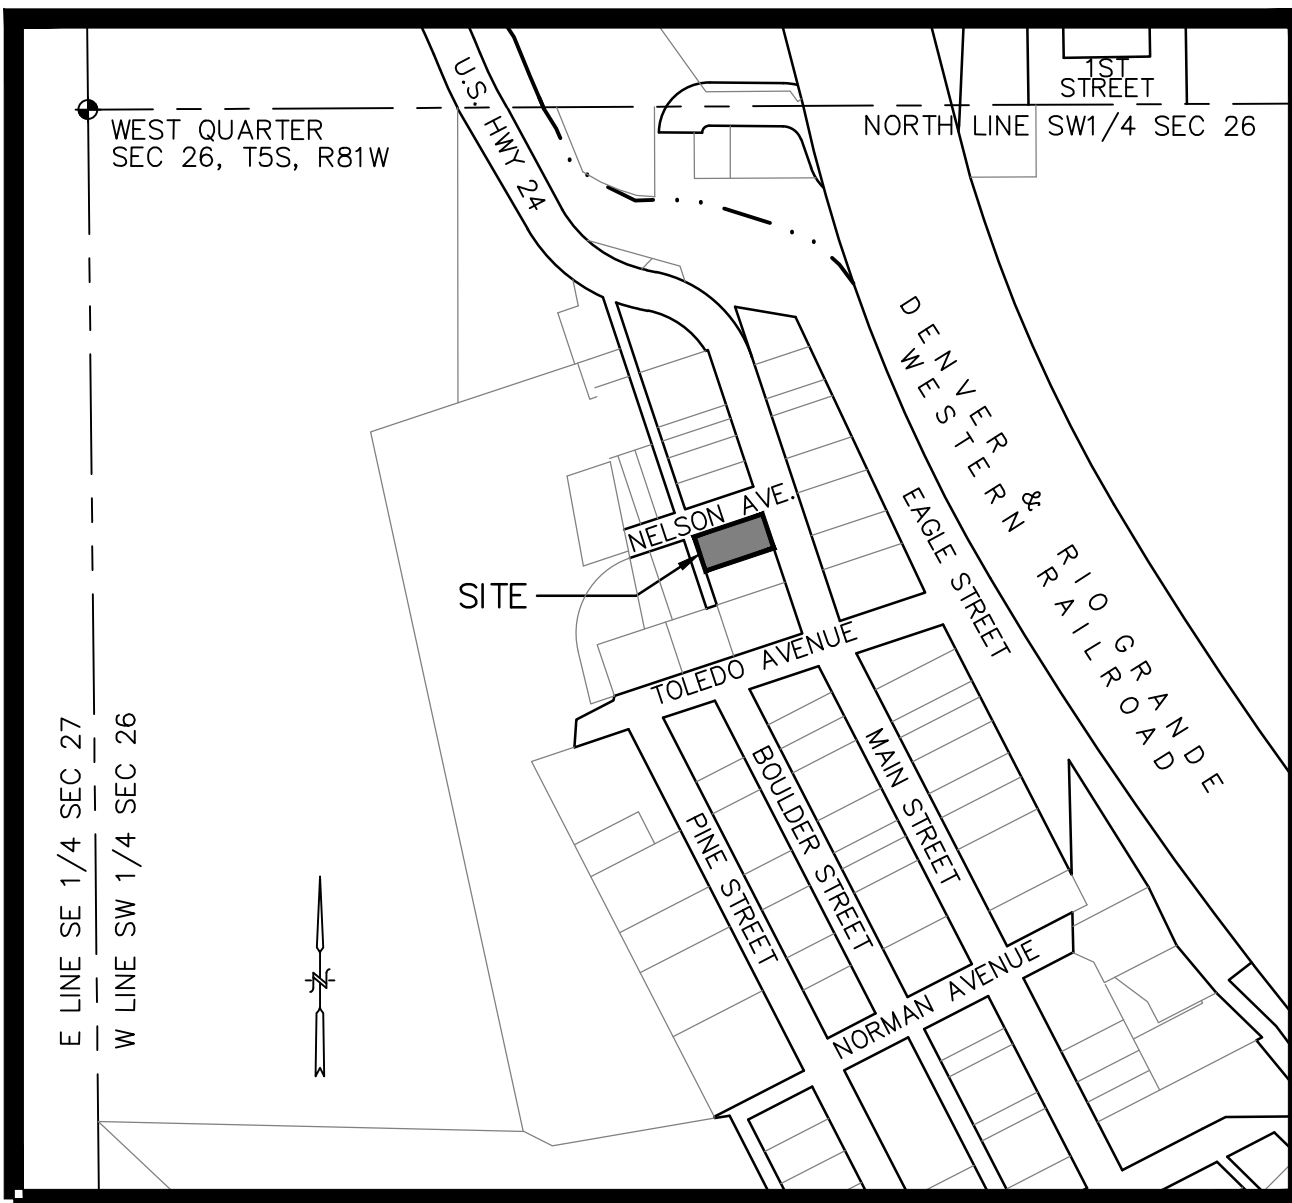 1ST
STREET
U.S. HWY 24
WEST QUARTER
SEC 26, T5S, R81W
NORTH LINE SW1/4 SEC 26
DENVER & RIO GRANDE
WESTERN RAILROAD
NELSON AVE.
EAGLE STREET
SITE
TOLEDO AVENUE
MAIN STREET
BOULDER STREET
PINE STREET
NORMAN AVENUE
E LINE SE 1/4 SEC 27
W LINE SW 1/4 SEC 26
N